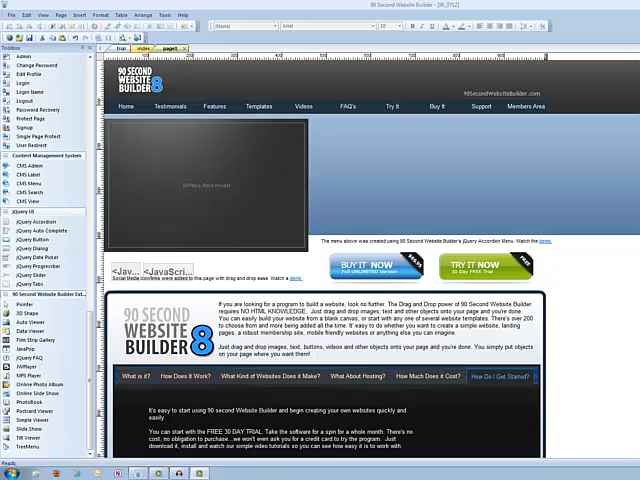 90 Second Website Builder - [90_0712]
File Edit View Insert Format Table Arrange Tools Help
(None) Arial 16
Toolbox
trial index page1
Admin
Change Password
Edit Profile
Login
Login Name
Logout
Password Recovery
Protect Page
Signup
Single Page Protect
User Redirect
Content Management System
CMS Admin
CMS Label
CMS Menu
CMS Search
CMS View
jQuery UI
jQuery Accordion
jQuery Auto Complete
jQuery Button
jQuery Dialog
jQuery Date Picker
jQuery Progressbar
jQuery Slider
jQuery Tabs
90 Second Website Builder Ext...
Pointer
3D Shape
Auto Viewer
Data Viewer
Film Strip Gallery
JavaPop
jQuery FAQ
JWPlayer
MP3 Player
Online Photo Album
Online Slide Show
PhotoBook
Postcard Viewer
Simple Viewer
Slide Show
Tilt Viewer
TreeMenu
Ready
90 SECOND
WEBSITE
BUILDER 8
90SecondWebsiteBuilder.com
Home Testimonials Features Templates Videos FAQ's Try It Buy It Support Members Area
The menu above was created using 90 Second Website Builder's jQuery Accordion Menu. Watch the demo.
<Jav... <JavaScri...
Social Media icon/links were added to this page with drag and drop ease. Watch a demo.
BUY IT NOW
Full UNLIMITED Version
TRY IT NOW
30 Day FREE Trial
FREE
90 SECOND
WEBSITE
BUILDER 8
If you are looking for a program to build a website, look no further. The Drag and Drop power of 90 Second Website Builder
requires NO HTML KNOWLEDGE. Just drag and drop images, text and other objects onto your page and you're done.
You can easily build your website from a blank canvas, or start with any one of several website templates. There's over 200
to choose from and more being added all the time. It' easy to do whether you want to create a simple website, landing
pages, a robust membership site, mobile friendly websites or anything else you can imagine.
Just drag and drop images, text, buttons, videos and other objects onto your page and you're done. You simply put objects
on your page where you want them!
What is it? How Does It Work? What Kind of Websites Does it Make? What About Hosting? How Much Does it Cost? How Do I Get Started?
It's easy to start using 90 second Website Builder and begin creating your own websites quickly and
easily.
You can start with the FREE 30 DAY TRIAL. Take the software for a spin for a whole month. There's no
cost, no obligation to purchase...we won't even ask you for a credit card to try the program. Just
download it, install and watch our simple video tutorials so you can see how easy it is to work with.